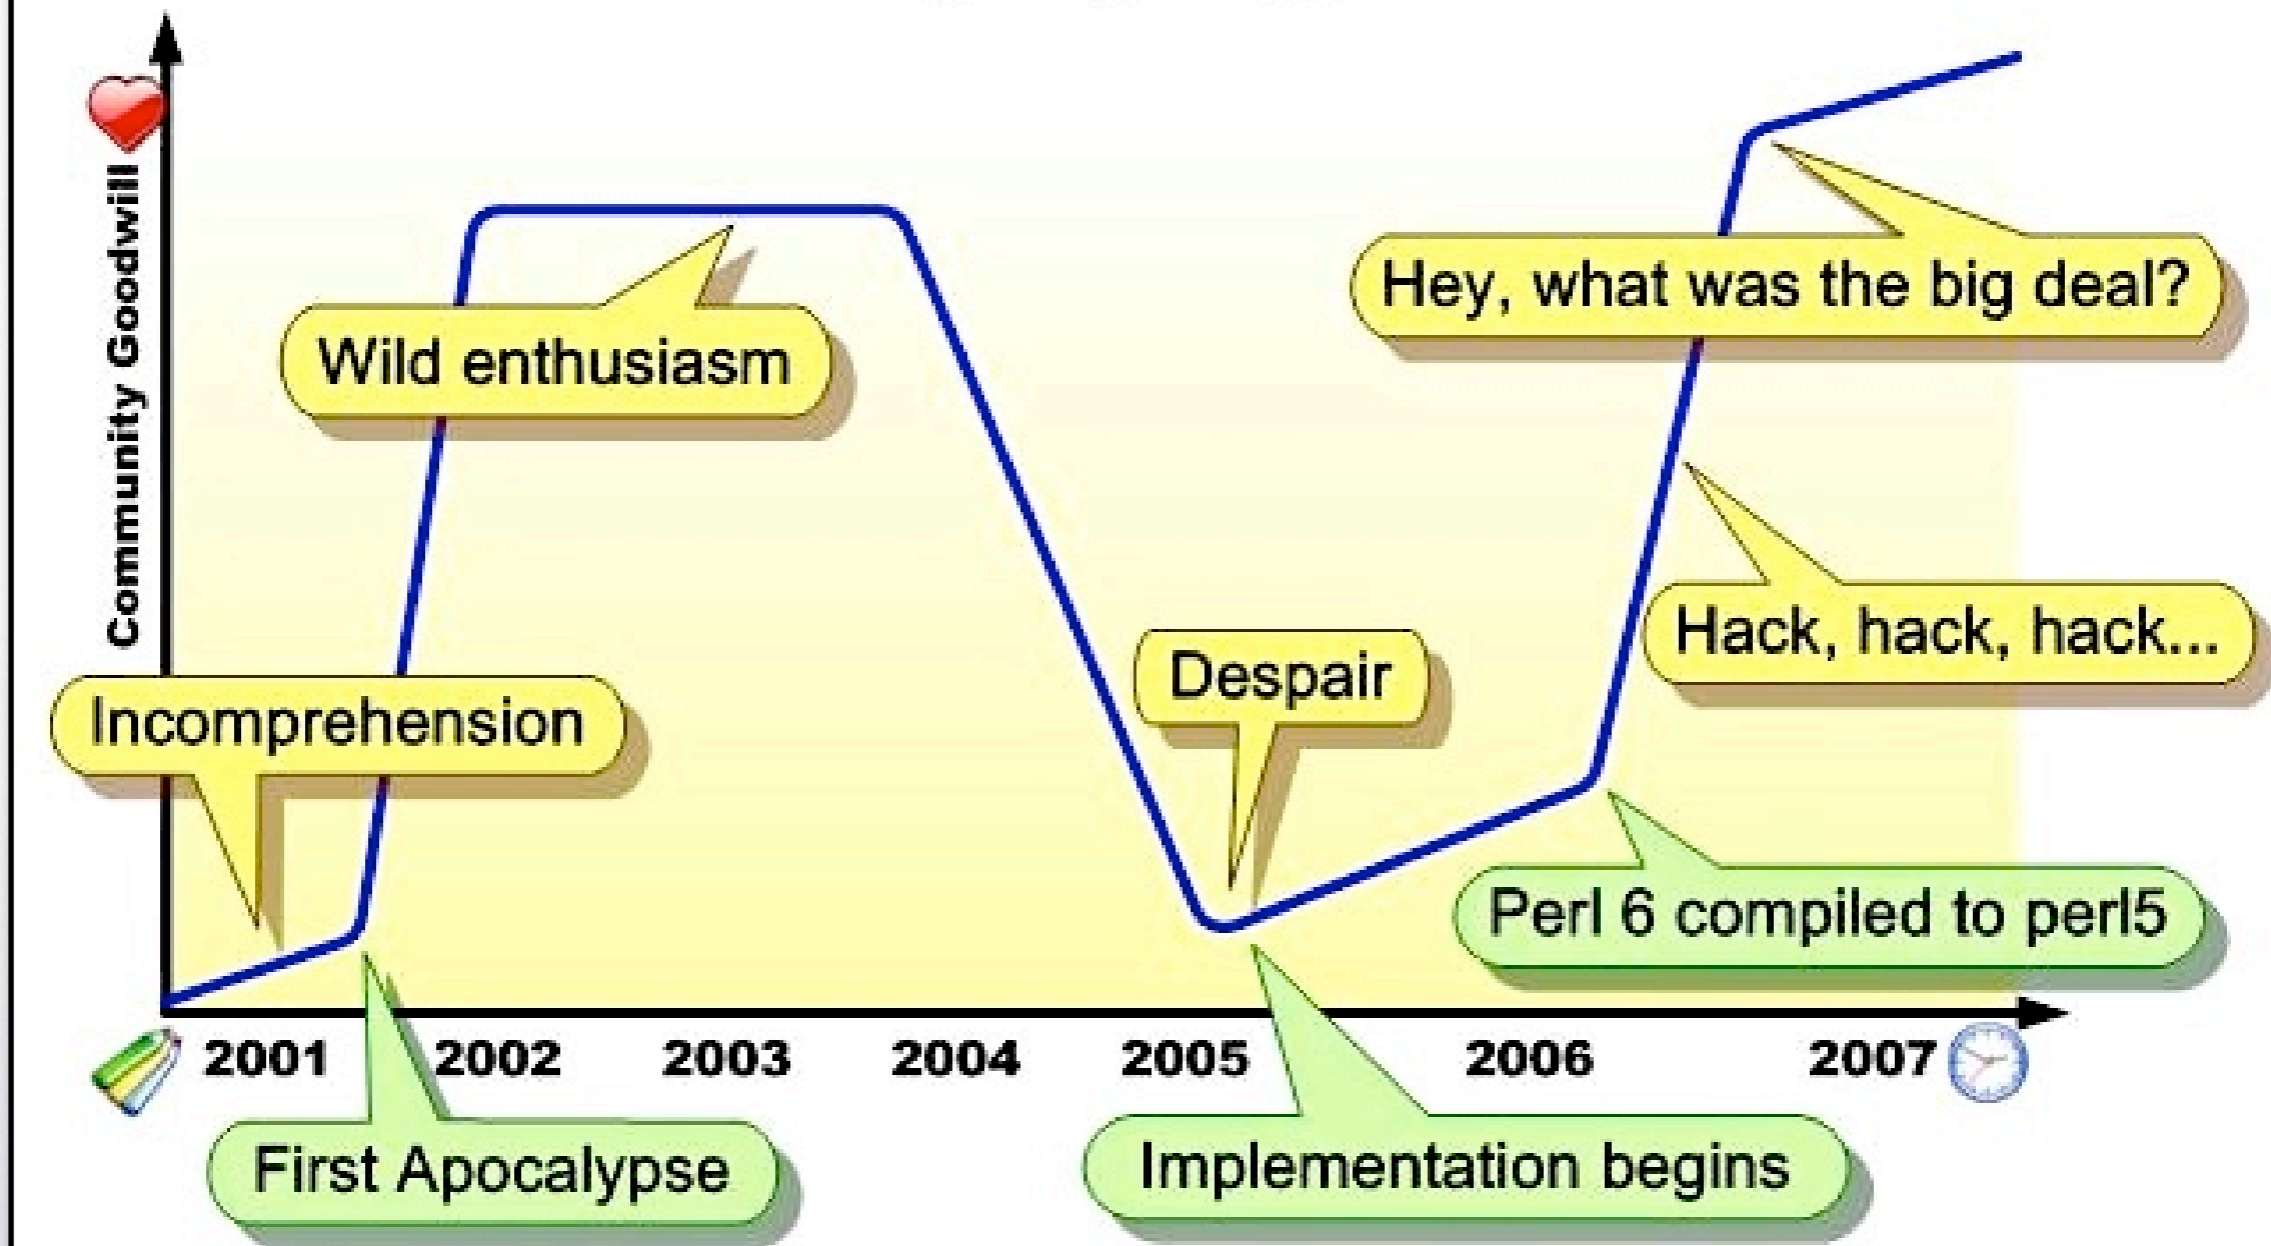 Community Goodwill
Hey, what was the big deal?
Wild enthusiasm
Hack, hack, hack...
Despair
Incomprehension
Perl 6 compiled to perl5
2001 2002 2003 2004 2005 2006 2007
First Apocalypse
Implementation begins